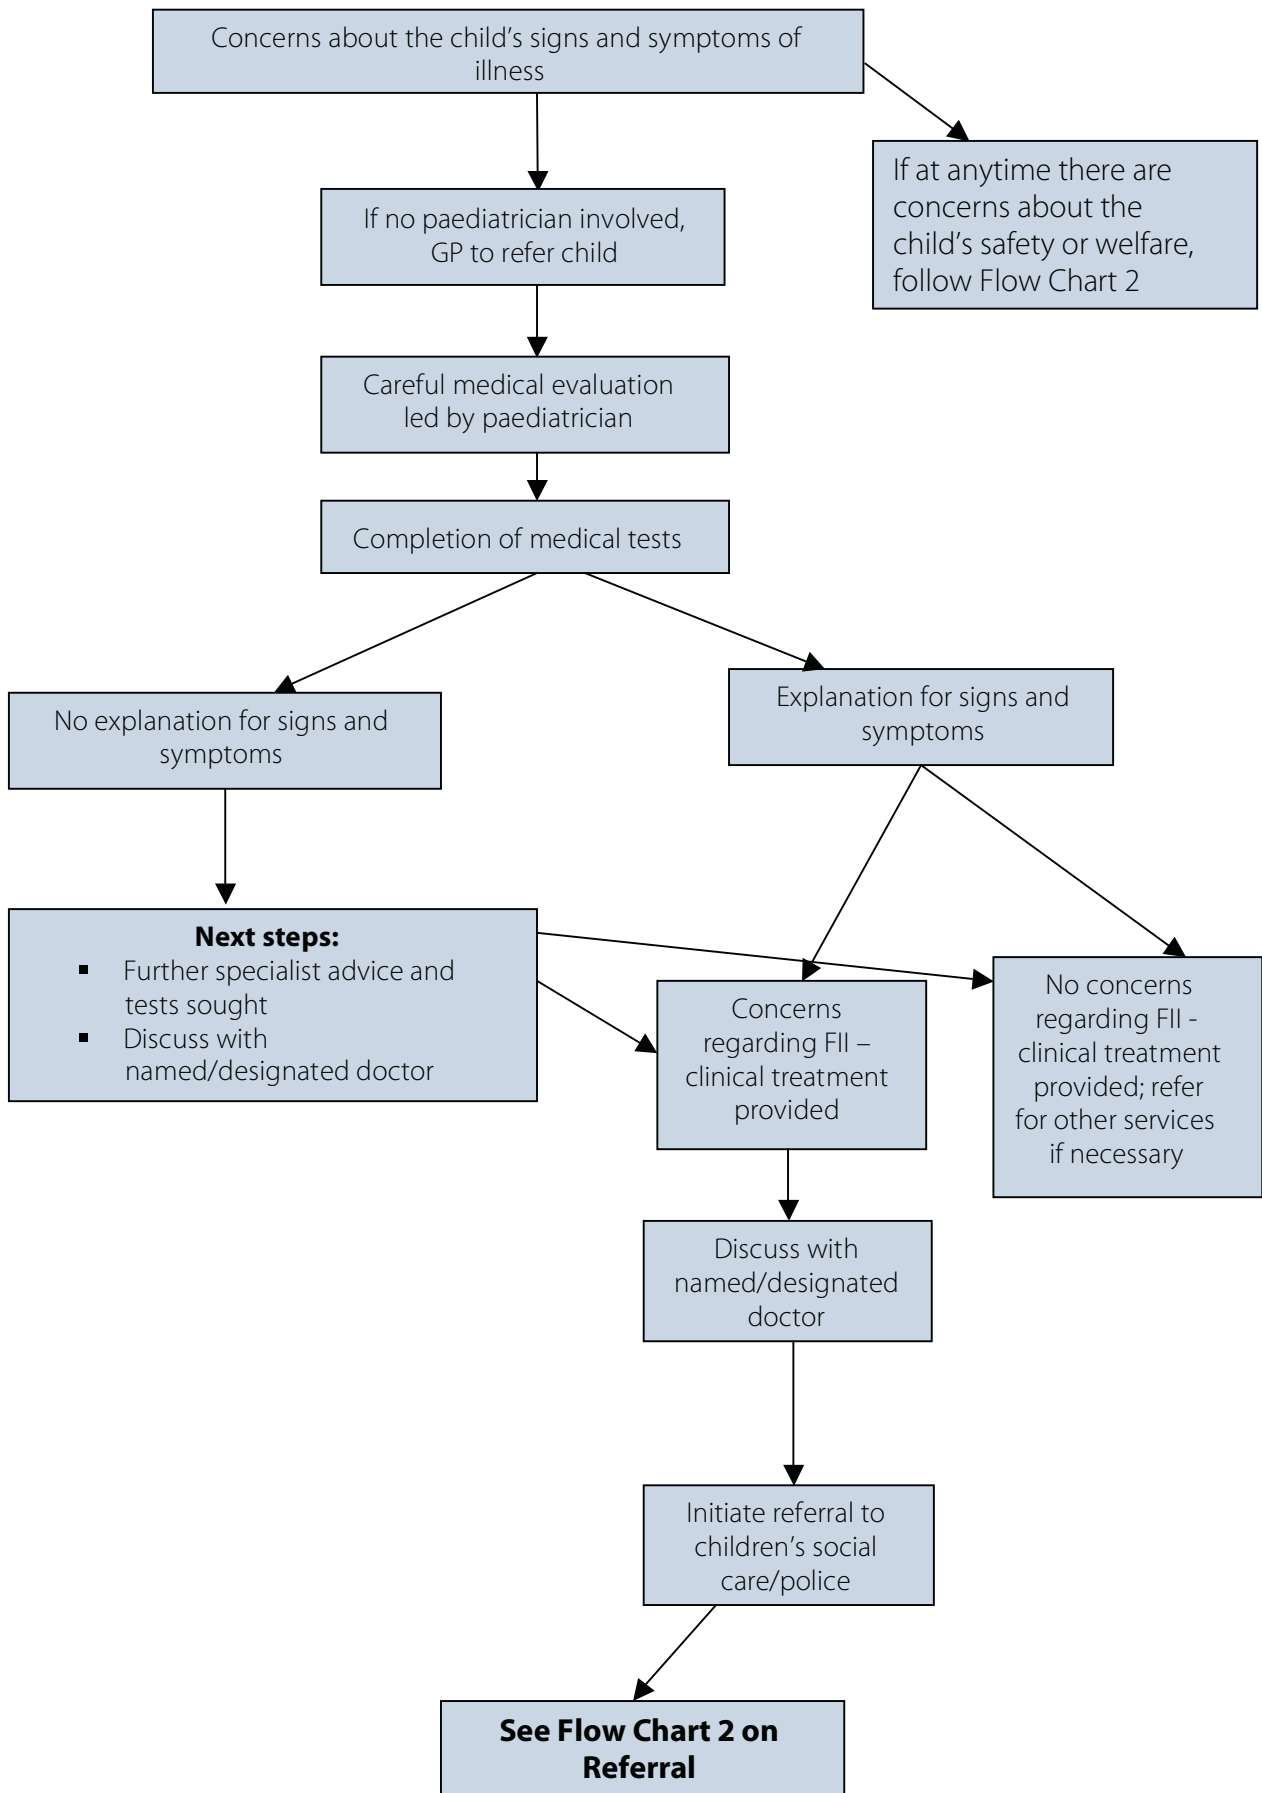 Concerns about the child’s signs and symptoms of
illness
If at anytime there are
concerns about the
child’s safety or welfare,
follow Flow Chart 2
If no paediatrician involved,
GP to refer child
Careful medical evaluation
led by paediatrician
Completion of medical tests
No explanation for signs and
symptoms
Explanation for signs and
symptoms
Next steps:
▪ Further specialist advice and
tests sought
▪ Discuss with
named/designated doctor
Concerns
regarding FII –
clinical treatment
provided
No concerns
regarding FII -
clinical treatment
provided; refer
for other services
if necessary
Discuss with
named/designated
doctor
Initiate referral to
children’s social
care/police
See Flow Chart 2 on
Referral